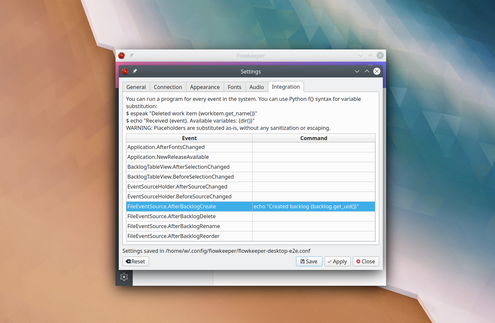 flowkeeper
Settings
General Connection Appearance Fonts Audio Integration
You can run a program for every event in the system. You can use Python f{} syntax for variable
substitution:
$ espeak "Deleted work item {workitem.get_name()}"
$ echo "Received {event}. Available variables: {dir()}"
WARNING: Placeholders are substituted as-is, without any sanitization or escaping.
Event Command
Application.AfterFontsChanged
Application.NewReleaseAvailable
BacklogTableView.AfterSelectionChanged
BacklogTableView.BeforeSelectionChanged
EventSourceHolder.AfterSourceChanged
EventSourceHolder.BeforeSourceChanged
FileEventSource.AfterBacklogCreate echo "Created backlog {backlog.get_uid()}"
FileEventSource.AfterBacklogDelete
FileEventSource.AfterBacklogRename
FileEventSource.AfterBacklogReorder
Settings saved in /home/w/.config/flowkeeper/flowkeeper-desktop-e2e.conf
Reset Save Apply Close